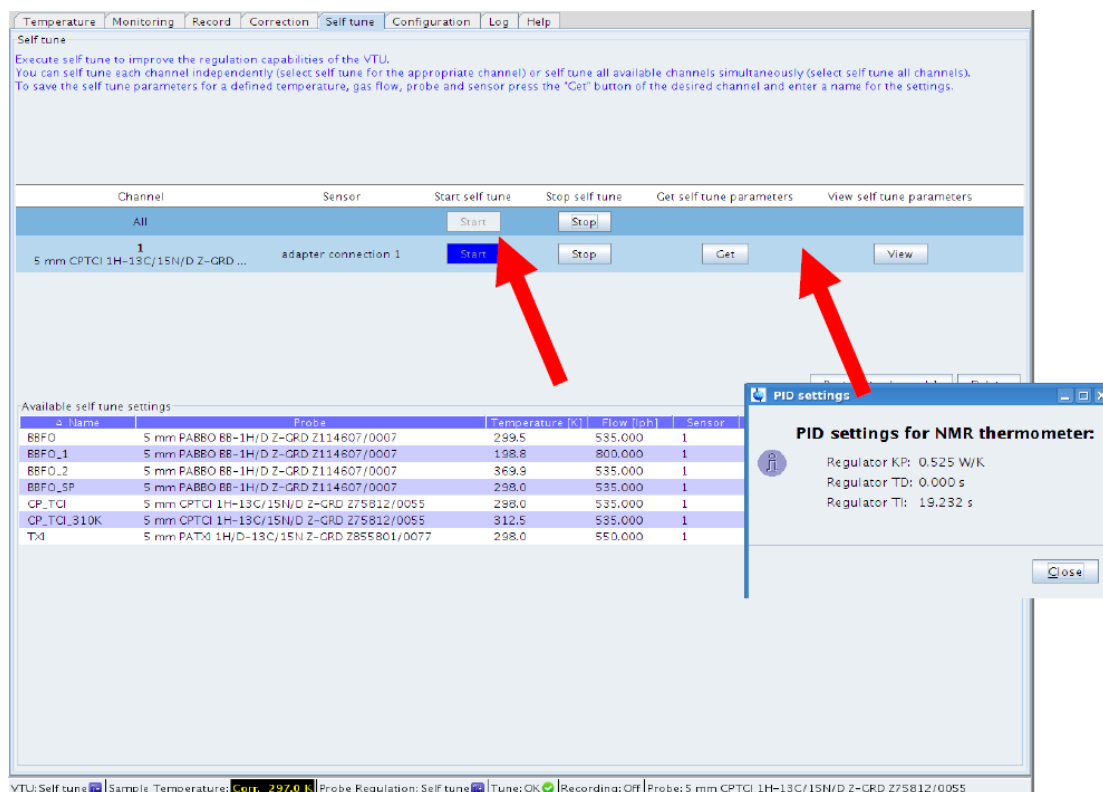 Temperature Monitoring Record Correction Self tune Configuration Log Help
Self tune
Execute self tune to improve the regulation capabilities of the VTU.
You can self tune each channel independently (select self tune for the appropriate channel) or self tune all available channels simultaneously (select self tune all channels).
To save the self tune parameters for a defined temperature, gas flow, probe and sensor press the "Get" button of the desired channel and enter a name for the settings.
Channel Sensor Start self tune Stop self tune Get self tune parameters View self tune parameters
All Start Stop
1
5 mm CPTCI 1H-13C/15N/D Z-GRD ... adapter connection 1 Start Stop Get View
Available self tune settings
Name Probe Temperature [K] Flow [lph] Sensor
BBFO 5 mm PABBO BB-1H/D Z-GRD Z114607/0007 299.5 535.000 1
BBFO_1 5 mm PABBO BB-1H/D Z-GRD Z114607/0007 198.8 800.000 1
BBFO_2 5 mm PABBO BB-1H/D Z-GRD Z114607/0007 369.9 535.000 1
BBFO_SP 5 mm PABBO BB-1H/D Z-GRD Z114607/0007 298.0 535.000 1
CP_TCI 5 mm CPTCI 1H-13C/15N/D Z-GRD Z75812/0055 298.0 535.000 1
CP_TCI_310K 5 mm CPTCI 1H-13C/15N/D Z-GRD Z75812/0055 312.5 535.000 1
TXI 5 mm PATXI 1H/D-13C/15N Z-GRD Z855801/0077 298.0 550.000 1
PID settings
PID settings for NMR thermometer:
Regulator KP: 0.525 W/K
Regulator TD: 0.000 s
Regulator TI: 19.232 s
Close
VTU: Self tune Sample Temperature: Corr. 297.0 K Probe Regulation: Self tune Tune: OK Recording: Off Probe: 5 mm CPTCI 1H-13C/15N/D Z-GRD Z75812/0055